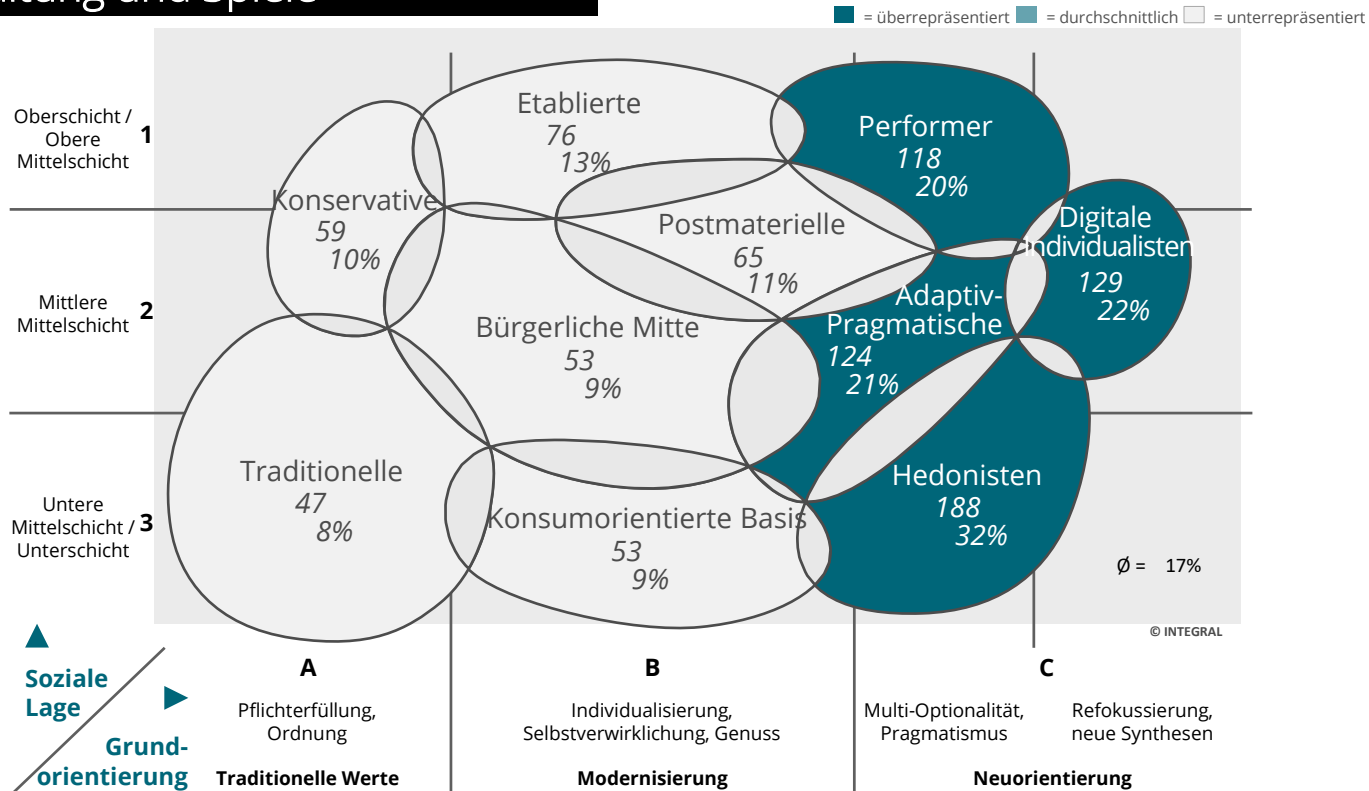 und Spiele
= überrepräsentiert = durchschnittlich = unterrepräsentiert
Oberschicht /
Obere
Mittelschicht
1
Etablierte
76
13%
Performer
118
20%
Konservative
59
10%
Postmaterielle
65
11%
Digitale
Individualisten
129
22%
Mittlere
Mittelschicht
2
Bürgerliche Mitte
53
9%
Adaptiv-
Pragmatische
124
21%
Traditionelle
47
8%
Hedonisten
188
32%
Untere
Mittelschicht /
Unterschicht
3
Konsumorientierte Basis
53
9%
Ø = 17%
© INTEGRAL
Soziale
Lage
Grund-
orientierung
A
Pflichterfüllung,
Ordnung
Traditionelle Werte
B
Individualisierung,
Selbstverwirklichung, Genuss
Modernisierung
C
Multi-Optionalität,
Pragmatismus
Refokussierung,
neue Synthesen
Neuorientierung